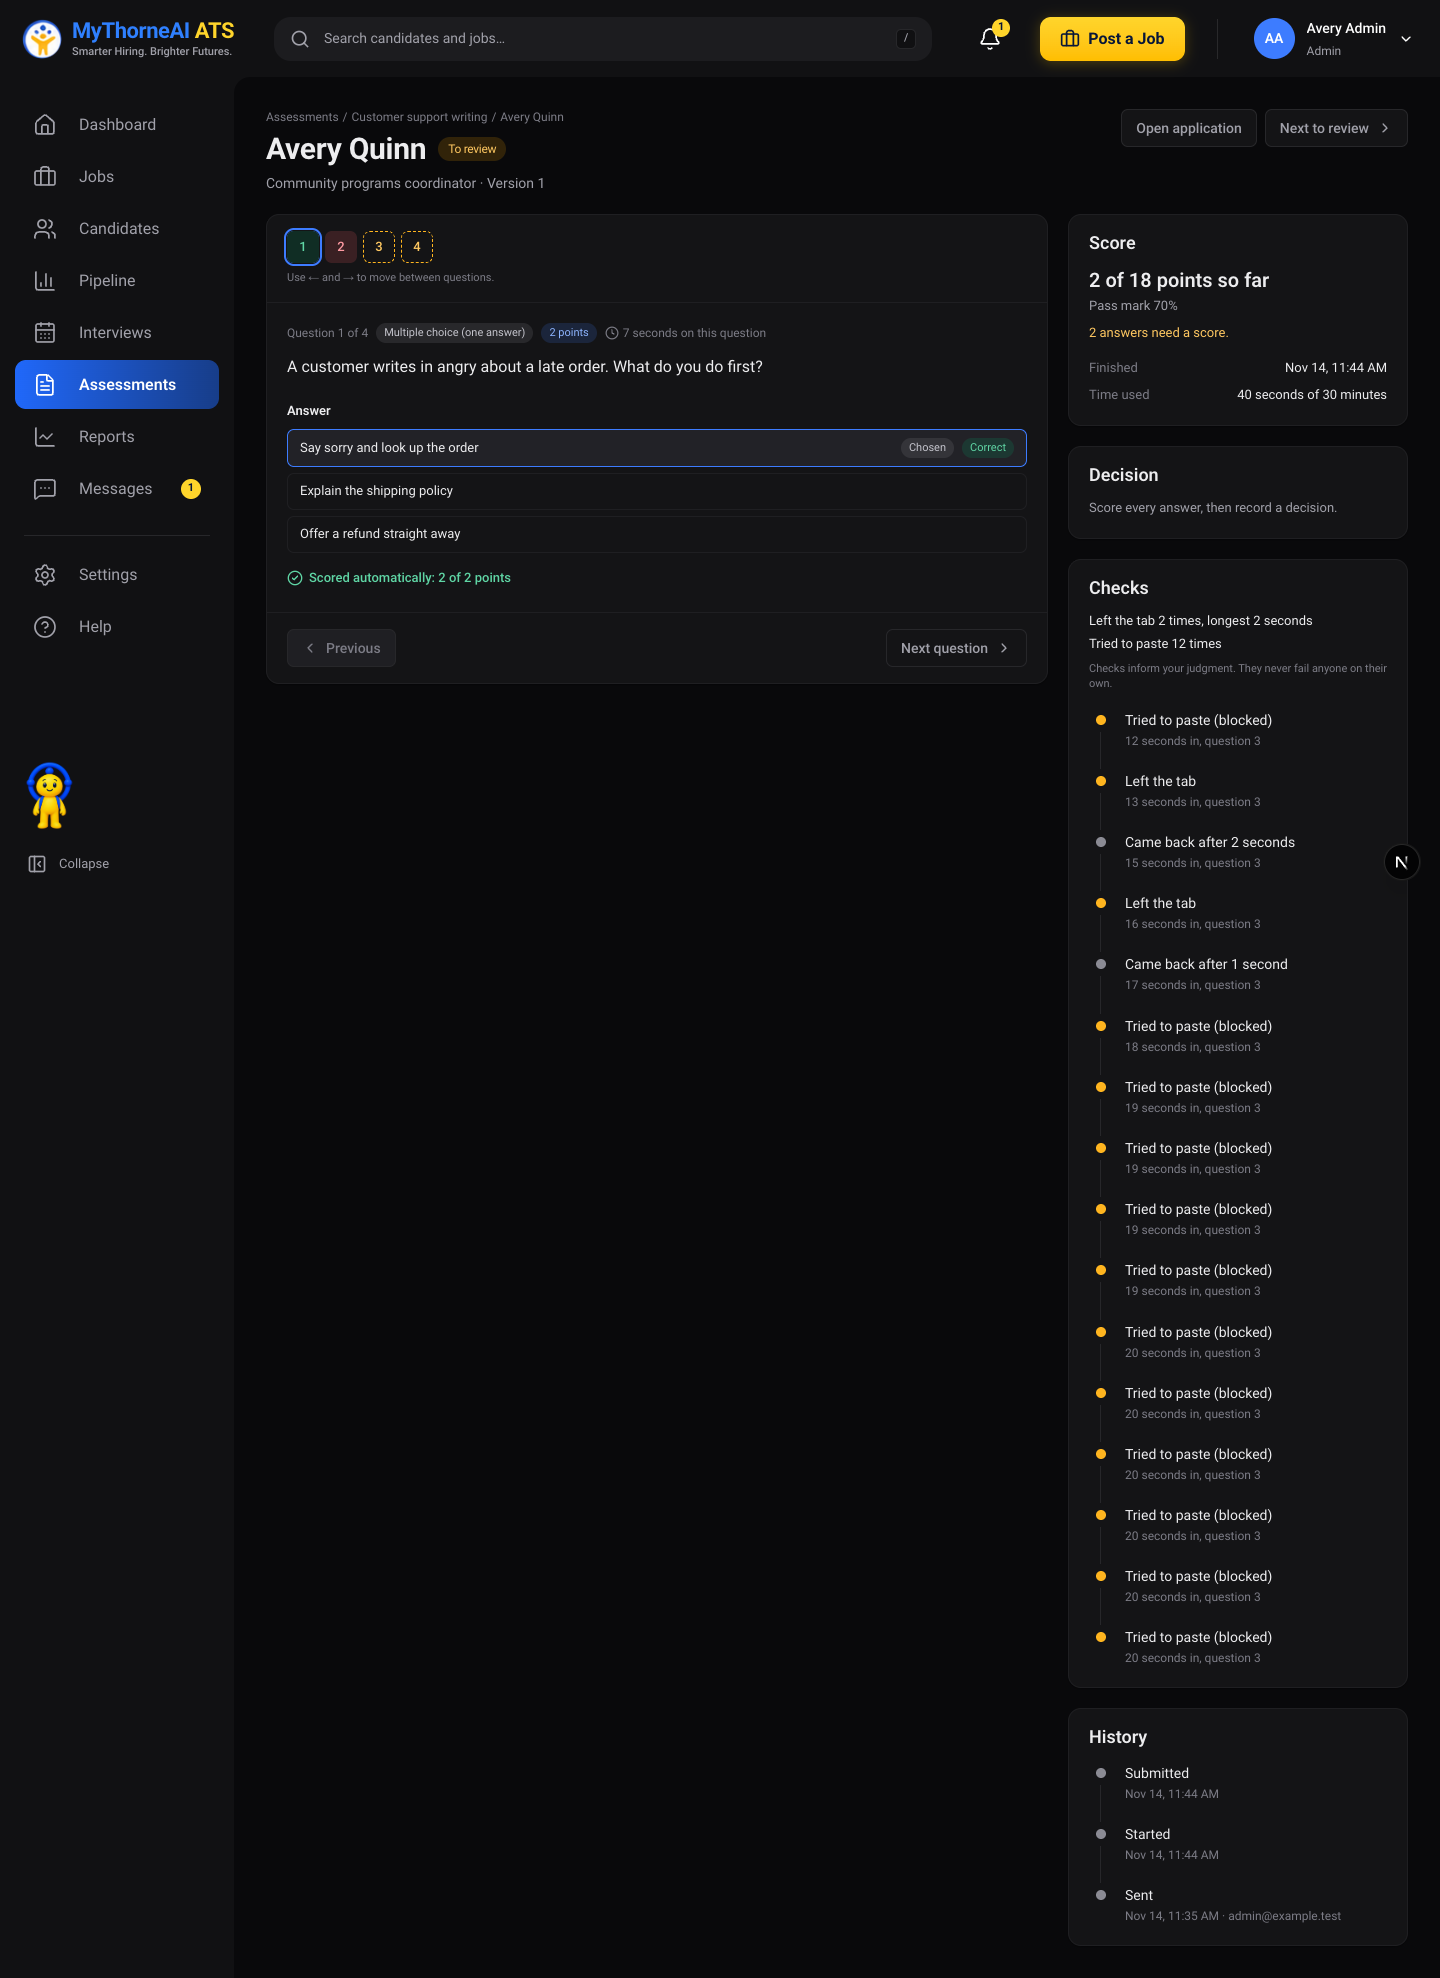 MyThorneAI ATS
Smarter Hiring. Brighter Futures.
Search candidates and jobs...
/
1
Post a Job
AA
Avery Admin
Admin
Dashboard
Jobs
Candidates
Pipeline
Interviews
Assessments
Reports
Messages
1
Settings
Help
Collapse
Assessments / Customer support writing / Avery Quinn
Avery Quinn
To review
Community programs coordinator · Version 1
Open application
Next to review
1
2
3
4
Use ← and → to move between questions.
Question 1 of 4
Multiple choice (one answer)
2 points
7 seconds on this question
A customer writes in angry about a late order. What do you do first?
Answer
Say sorry and look up the order
Chosen
Correct
Explain the shipping policy
Offer a refund straight away
Scored automatically: 2 of 2 points
Previous
Next question
Score
2 of 18 points so far
Pass mark 70%
2 answers need a score.
Finished
Nov 14, 11:44 AM
Time used
40 seconds of 30 minutes
Decision
Score every answer, then record a decision.
Checks
Left the tab 2 times, longest 2 seconds
Tried to paste 12 times
Checks inform your judgment. They never fail anyone on their
own.
Tried to paste (blocked)
12 seconds in, question 3
Left the tab
13 seconds in, question 3
Came back after 2 seconds
15 seconds in, question 3
Left the tab
16 seconds in, question 3
Came back after 1 second
17 seconds in, question 3
Tried to paste (blocked)
18 seconds in, question 3
Tried to paste (blocked)
19 seconds in, question 3
Tried to paste (blocked)
19 seconds in, question 3
Tried to paste (blocked)
19 seconds in, question 3
Tried to paste (blocked)
19 seconds in, question 3
Tried to paste (blocked)
20 seconds in, question 3
Tried to paste (blocked)
20 seconds in, question 3
Tried to paste (blocked)
20 seconds in, question 3
Tried to paste (blocked)
20 seconds in, question 3
Tried to paste (blocked)
20 seconds in, question 3
Tried to paste (blocked)
20 seconds in, question 3
N
History
Submitted
Nov 14, 11:44 AM
Started
Nov 14, 11:44 AM
Sent
Nov 14, 11:35 AM · admin@example.test